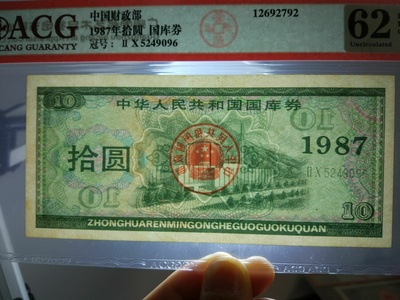 ACG
CANG GUARANTY
中国财政部
1987年拾圆 国库券
冠号: ⅡX5249096
12692792
62
Uncirculated
10
中华人民共和国国库券
拾圆
1987
ⅡX5249096
10
ZHONGHUARENMINGONGHEGUOGUOKUQUAN